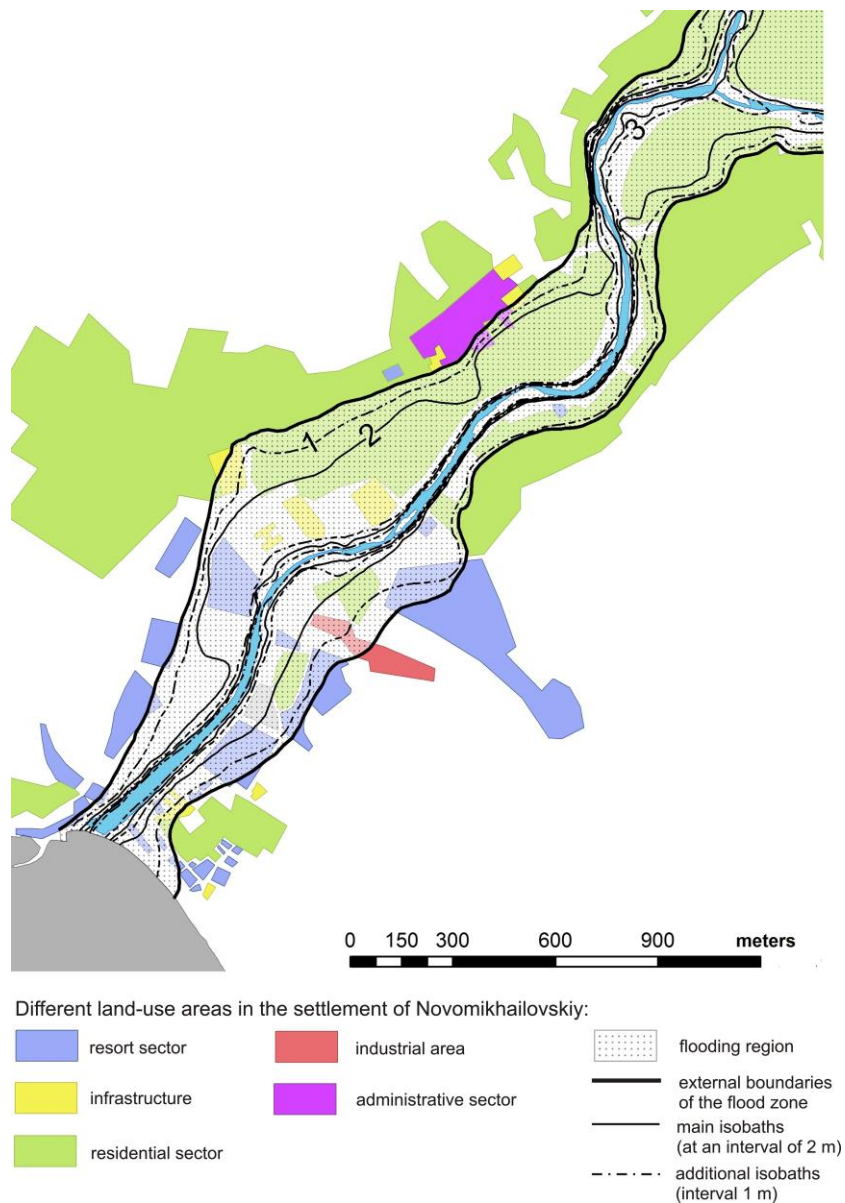 3
1
2
0 150 300 600 900 meters
Different land-use areas in the settlement of Novomikhailovskiy:
resort sector
infrastructure
residential sector
industrial area
administrative sector
flooding region
external boundaries
of the flood zone
main isobaths
(at an interval of 2 m)
additional isobaths
(interval 1 m)